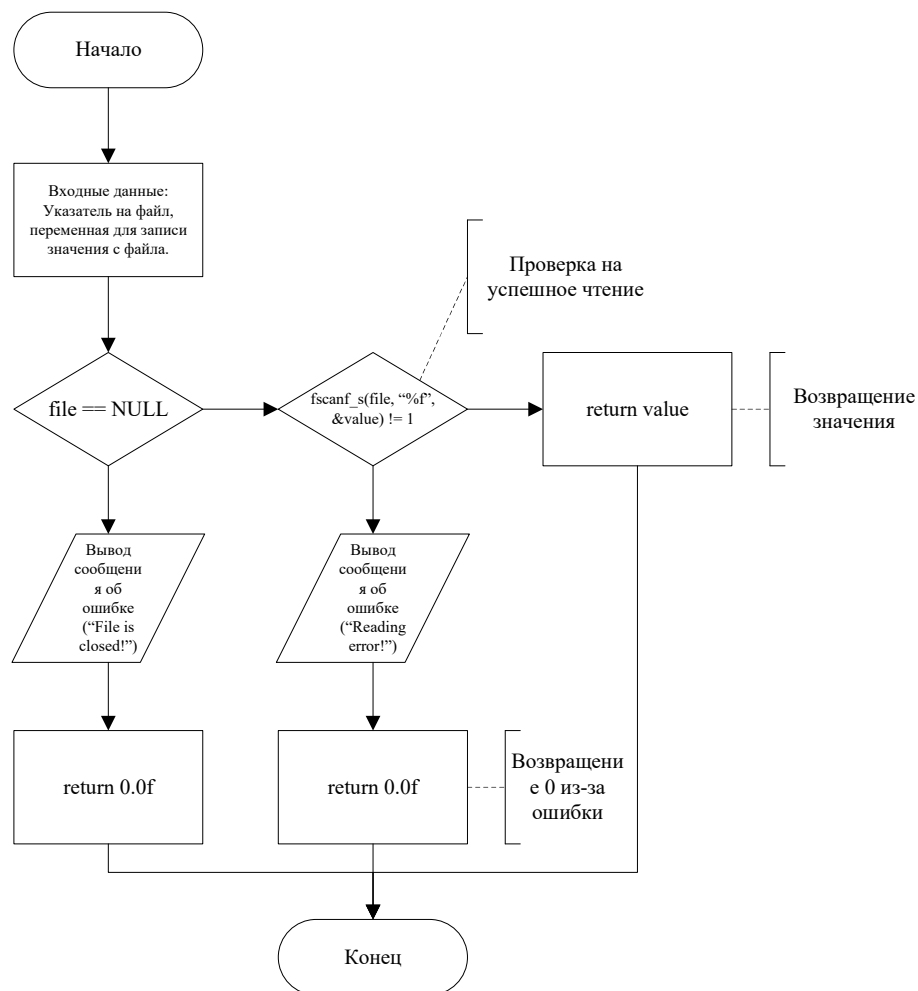 Начало
Входные данные:
Указатель на файл,
переменная для записи
значения с файла.
Проверка на
успешное чтение
file == NULL
fscanf_s(file, “%f”,
&value) != 1
return value
Возвращение
значения
Вывод
сообщени
я об
ошибке
(“File is
closed!”)
Вывод
сообщени
я об
ошибке
(“Reading
error!”)
return 0.0f
return 0.0f
Возвращени
е 0 из-за
ошибки
Конец